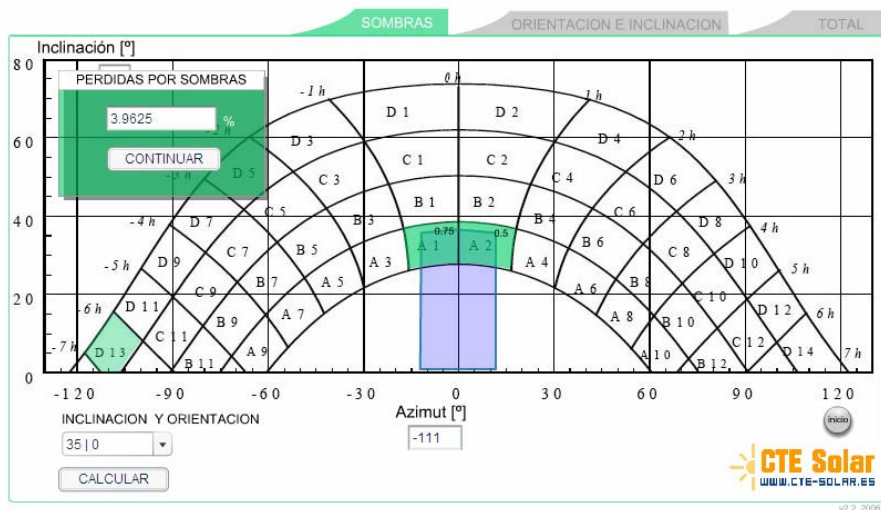 SOMBRAS ORIENTACION E INCLINACION TOTAL
Inclinación [º]
PERDIDAS POR SOMBRAS
3.9625 %
CONTINUAR
80
60
40
20
0
-7 h
-6 h
-5 h
-4 h
-3 h
-1 h
0 h
1 h
2 h
3 h
4 h
5 h
6 h
7 h
D 1 D 2
D 3 D 4
C 1 C 2
D 5 C 3 C 4 D 6
B 1 B 2
D 7 C 5 B 3 B 4 C 6 D 8
0.75 0.5
C 7 B 5 A 1 A 2 B 6 C 8
D 9 A 3 A 4 D 10
C 9 B 7 A 5 A 6 B 8 C 10
D 11 A 7 A 8 D 12
C 11 B 9 B 10 C 12
D 13 B 11 A 9 A 10 B 12 D 14
-120 -90 -60 -30 0 30 60 90 120
Azimut [º]
-111
INCLINACION Y ORIENTACION
35 | 0
CALCULAR
inicio
CTE Solar
WWW.CTE-SOLAR.ES
v2.2, 2006